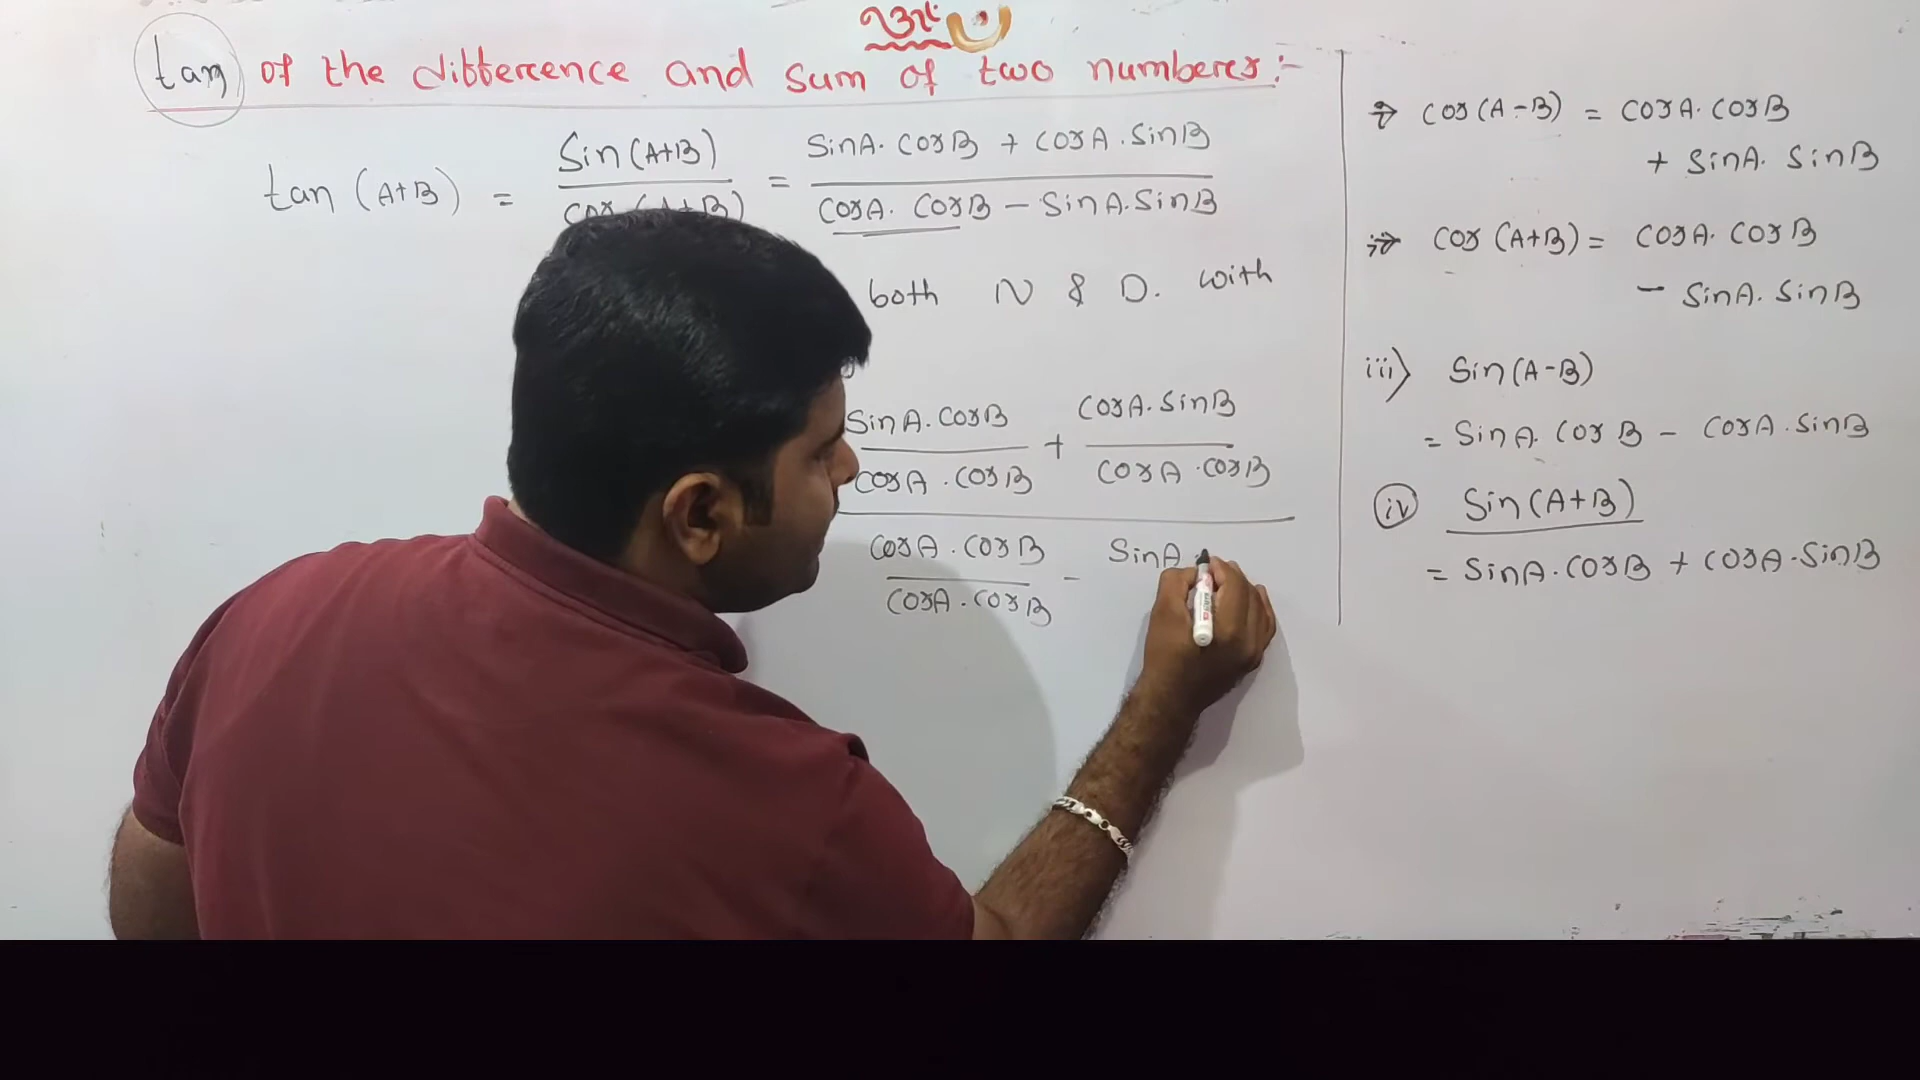 tan of the difference and sum of two numberers:-
tan (A+B) = Sin(A+B) / cos (A+B) = SinA. CosB + CosA . SinB / CosA. CosB - SinA. SinB
both N & D. with
SinA. CosB / CosA . CosB + CosA. SinB / CosA . CosB
CosA . CosB / CosA . CosB - SinA .
i) Cos(A-B) = CosA. CosB
+ SinA. SinB
ii) Cos (A+B) = CosA. CosB
- SinA. SinB
iii) Sin(A-B)
= SinA. Cos B - CosA . SinB
iv) Sin(A+B)
= SinA. CosB + CosA. SinB